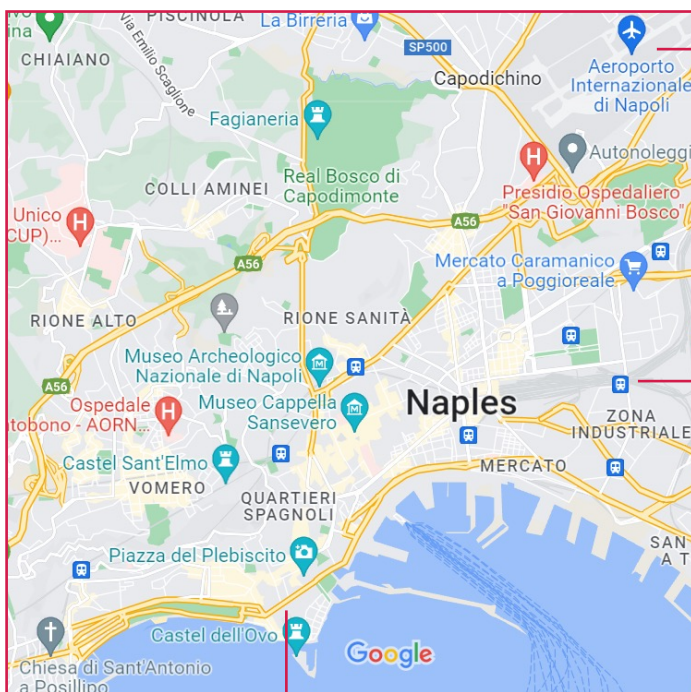 PISCINOLA
La Birreria
ina
CHIAIANO
Via Emilio Scaglione
SP500
Capodichino
Aeroporto
Internazionale
di Napoli
Fagianeria
Autonoleggi
COLLI AMINEI
Real Bosco di
Capodimonte
H
Presidio Ospedaliero
"San Giovanni Bosco"
Unico
CUP)...
H
A56
A56
Mercato Caramanico
a Poggioreale
RIONE ALTO
RIONE SANITÀ
Museo Archeologico
Nazionale di Napoli
M
A56
Ospedale
ntobono - AORN...
H
Museo Cappella
Sansevero
M
Naples
ZONA
INDUSTRIALE
Castel Sant'Elmo
VOMERO
MERCATO
QUARTIERI
SPAGNOLI
Piazza del Plebiscito
SAN
A T
Castel dell'Ovo
Google
Chiesa di Sant'Antonio
a Posillipo